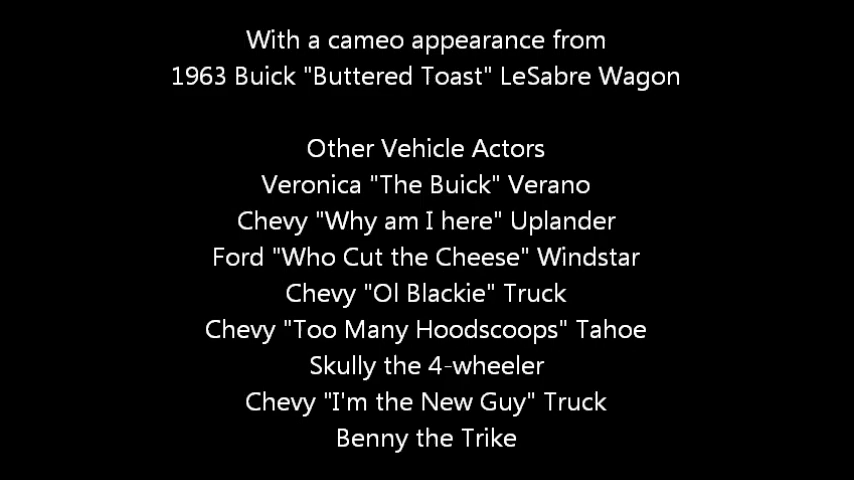 With a cameo appearance from
1963 Buick "Buttered Toast" LeSabre Wagon
Other Vehicle Actors
Veronica "The Buick" Verano
Chevy "Why am I here" Uplander
Ford "Who Cut the Cheese" Windstar
Chevy "Ol Blackie" Truck
Chevy "Too Many Hoodscoops" Tahoe
Skully the 4-wheeler
Chevy "I'm the New Guy" Truck
Benny the Trike